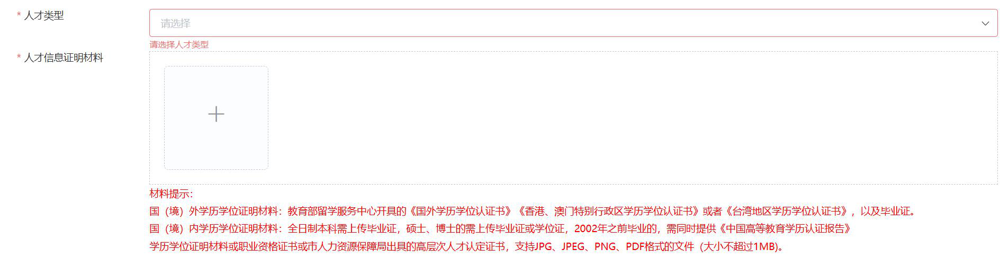 * 人才类型
请选择
请选择人才类型
* 人才信息证明材料
材料提示：
国（境）外学历学位证明材料：教育部留学服务中心开具的《国外学历学位认证书》《香港、澳门特别行政区学历学位认证书》或者《台湾地区学历学位认证书》，以及毕业证。
国（境）内学历学位证明材料：全日制本科需上传毕业证，硕士、博士的需上传毕业证或学位证，2002年之前毕业的，需同时提供《中国高等教育学历认证报告》
学历学位证明材料或职业资格证书或市人力资源保障局出具的高层次人才认定证书，支持JPG、JPEG、PNG、PDF格式的文件（大小不超过1MB)。